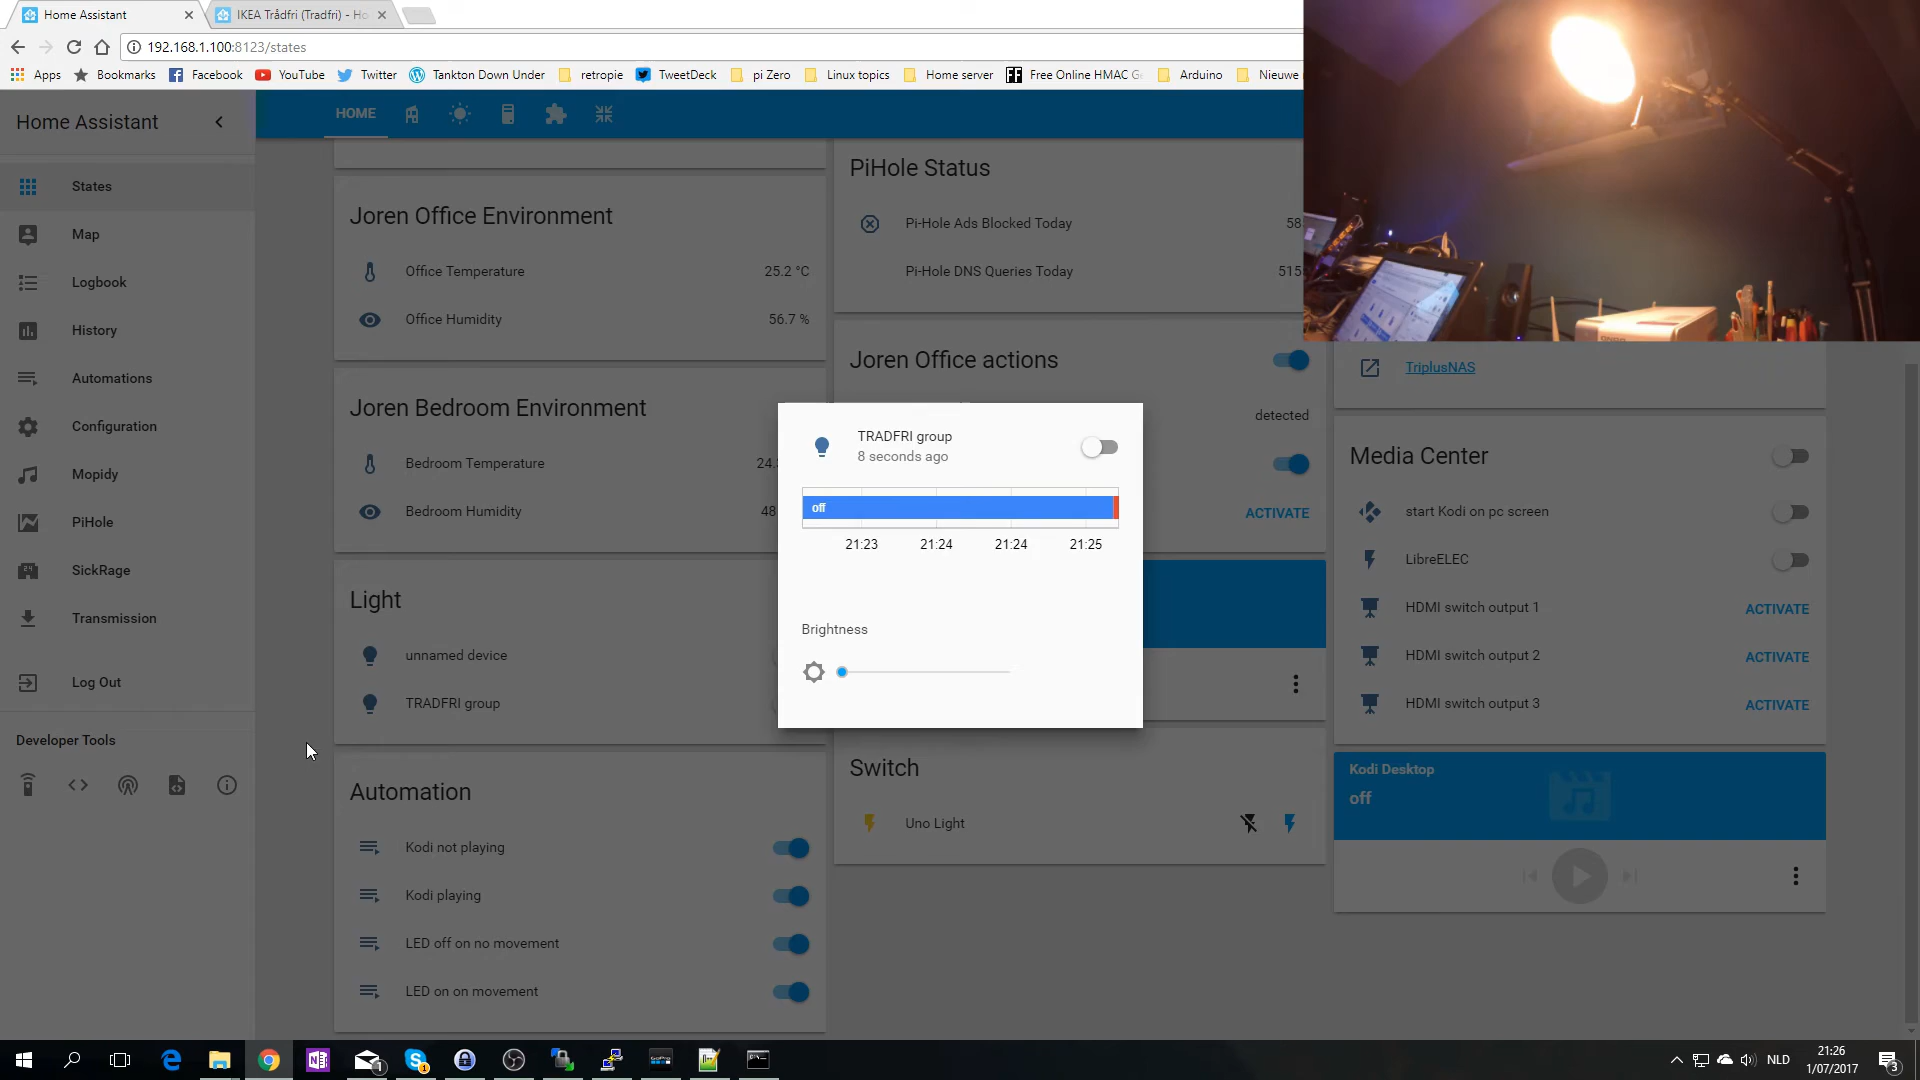 Home Assistant
IKEA Trådfri (Tradfri) - Ho
192.168.1.100:8123/states
Apps Bookmarks Facebook YouTube Twitter Tankton Down Under retropie TweetDeck pi Zero Linux topics Home server Free Online HMAC Ge Arduino Nieuwe
Home Assistant
HOME
States
Map
Logbook
History
Automations
Configuration
Mopidy
PiHole
SickRage
Transmission
Log Out
Developer Tools
Joren Office Environment
Office Temperature 25.2 °C
Office Humidity 56.7 %
Joren Bedroom Environment
Bedroom Temperature 24.
Bedroom Humidity 48
Light
unnamed device
TRADFRI group
Automation
Kodi not playing
Kodi playing
LED off on no movement
LED on on movement
PiHole Status
Pi-Hole Ads Blocked Today 58
Pi-Hole DNS Queries Today 515
Joren Office actions
detected
ACTIVATE
TRADFRI group
8 seconds ago
off
21:23 21:24 21:24 21:25
Brightness
Switch
Uno Light
TriplusNAS
Media Center
start Kodi on pc screen
LibreELEC
HDMI switch output 1 ACTIVATE
HDMI switch output 2 ACTIVATE
HDMI switch output 3 ACTIVATE
Kodi Desktop
off
NLD
21:26
1/07/2017